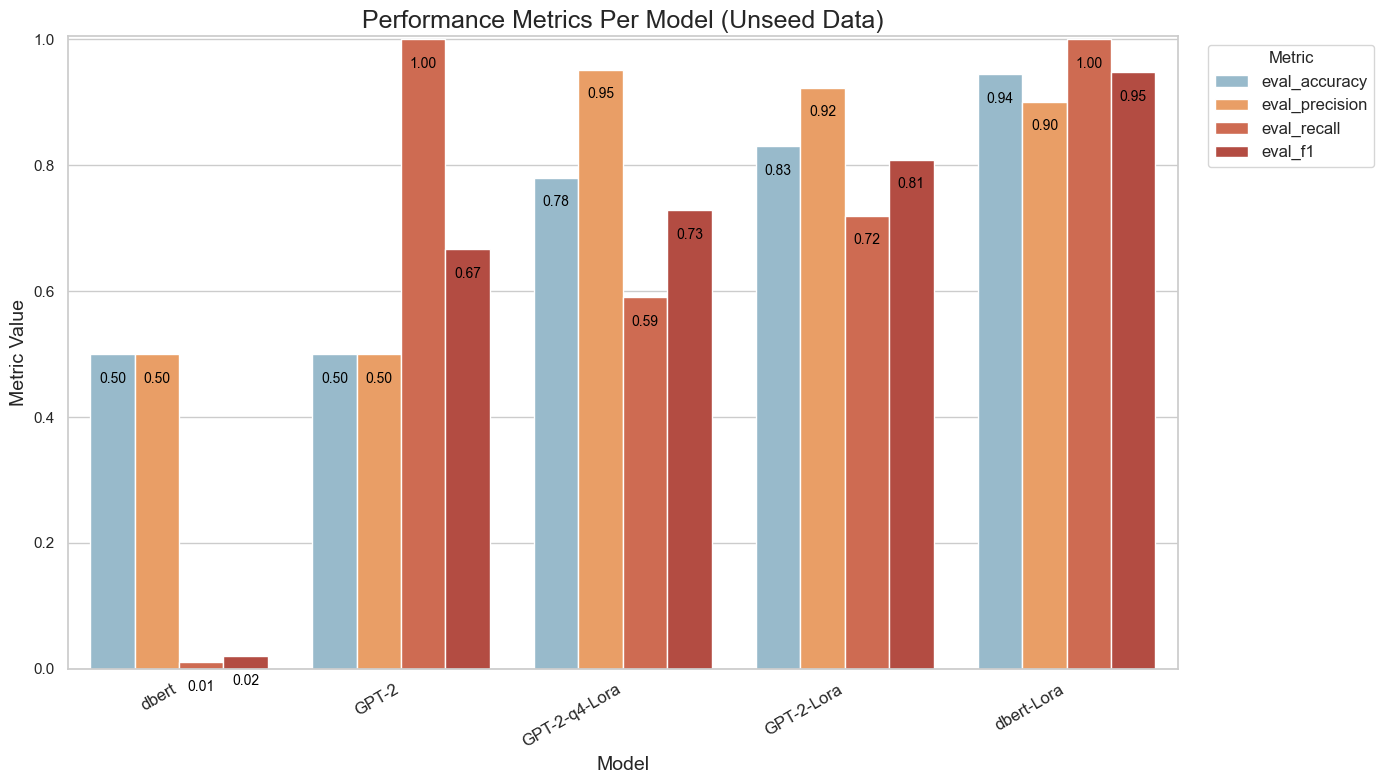 Performance Metrics Per Model (Unseed Data)
Metric
eval_accuracy
eval_precision
eval_recall
eval_f1
Metric Value
1.0
0.8
0.6
0.4
0.2
0.0
0.50
0.50
0.01
0.02
0.50
0.50
1.00
0.67
0.78
0.95
0.59
0.73
0.83
0.92
0.72
0.81
0.94
0.90
1.00
0.95
dbert
GPT-2
GPT-2-q4-Lora
GPT-2-Lora
dbert-Lora
Model